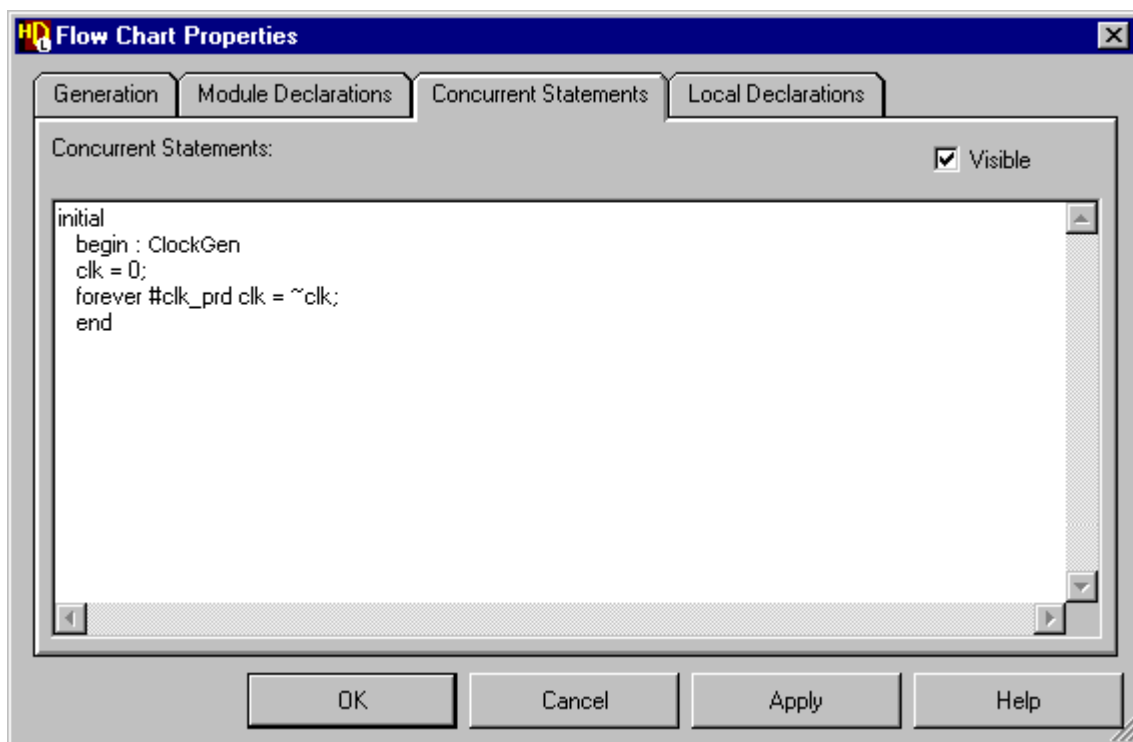 HDL Flow Chart Properties
Generation Module Declarations Concurrent Statements Local Declarations
Concurrent Statements: Visible
initial
begin : ClockGen
clk = 0;
forever #clk_prd clk = ~clk;
end
OK Cancel Apply Help